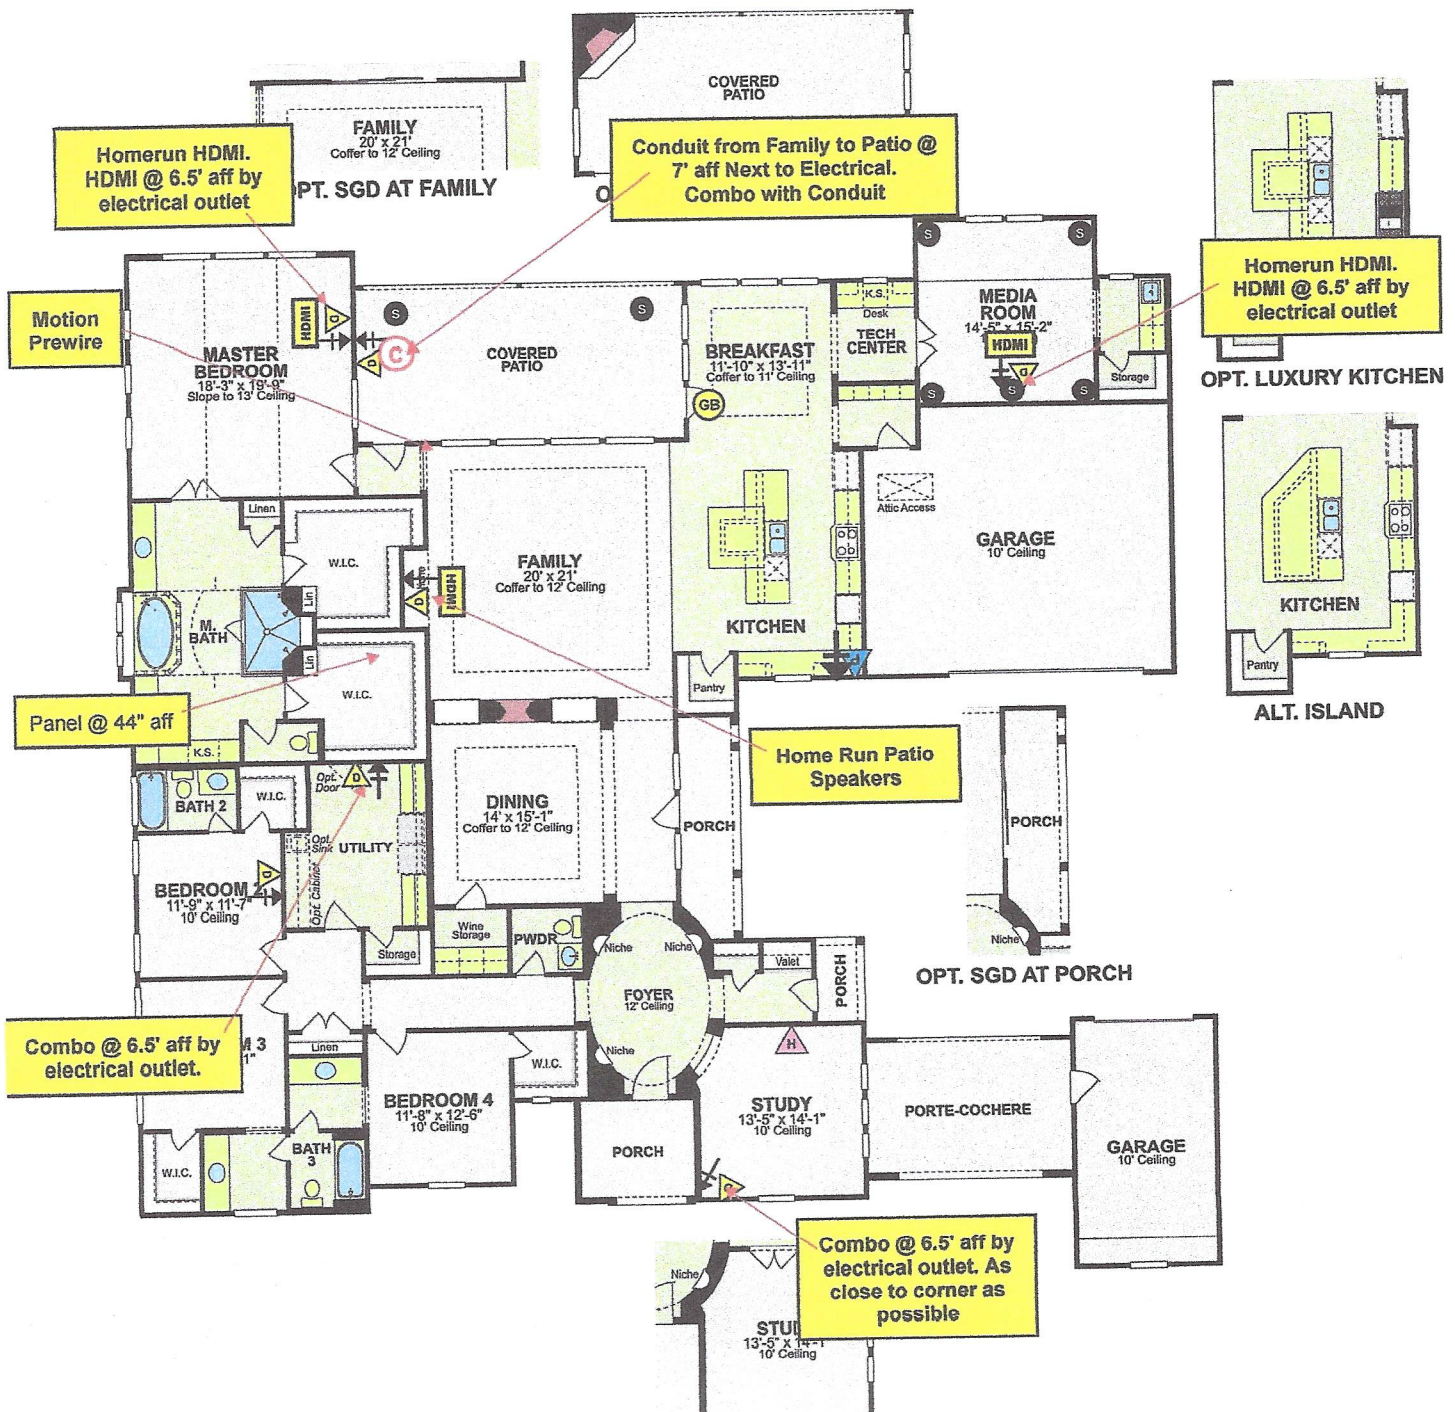 COVERED
PATIO
FAMILY
20' x 21'
Coffer to 12' Ceiling
OPT. SGD AT FAMILY
Homerun HDMI.
HDMI @ 6.5' aff by
electrical outlet
Conduit from Family to Patio @
7' aff Next to Electrical.
Combo with Conduit
O
Homerun HDMI.
HDMI @ 6.5' aff by
electrical outlet
OPT. LUXURY KITCHEN
Motion
Prewire
S
S
HDMI
D
S
S
K.S.
Desk
TECH
CENTER
MEDIA
ROOM
14'-5" x 15'-2"
HDMI
D
S
S
S
Storage
MASTER
BEDROOM
18'-3" x 19'-9"
Slope to 13' Ceiling
D
C
COVERED
PATIO
BREAKFAST
11'-10" x 13'-11"
Coffer to 11' Ceiling
GB
Linen
W.I.C.
FAMILY
20' x 21'
Coffer to 12' Ceiling
Attic Access
GARAGE
10' Ceiling
KITCHEN
Pantry
ALT. ISLAND
Niche
HDMI
D
Lin
M.
BATH
Lin
W.I.C.
KITCHEN
Pantry
Panel @ 44" aff
K.S.
Home Run Patio
Speakers
BATH 2
W.I.C.
Opt.
Door
D
Opt.
Sink
UTILITY
Opt. Cabinet
DINING
14' x 15'-1"
Coffer to 12' Ceiling
PORCH
PORCH
Niche
OPT. SGD AT PORCH
D
BEDROOM 2
11'-9" x 11'-7"
10' Ceiling
Storage
Wine
Storage
PWDR
Niche
Niche
Valet
PORCH
FOYER
12' Ceiling
Niche
H
Combo @ 6.5' aff by
electrical outlet.
M 3
1"
Linen
BEDROOM 4
11'-8" x 12'-6"
10' Ceiling
W.I.C.
STUDY
13'-5" x 14'-1"
10' Ceiling
PORTE-COCHERE
GARAGE
10' Ceiling
W.I.C.
BATH
3
PORCH
Combo @ 6.5' aff by
electrical outlet. As
close to corner as
possible
Niche
STU
13'-5" x 14'-1
10' Ceiling